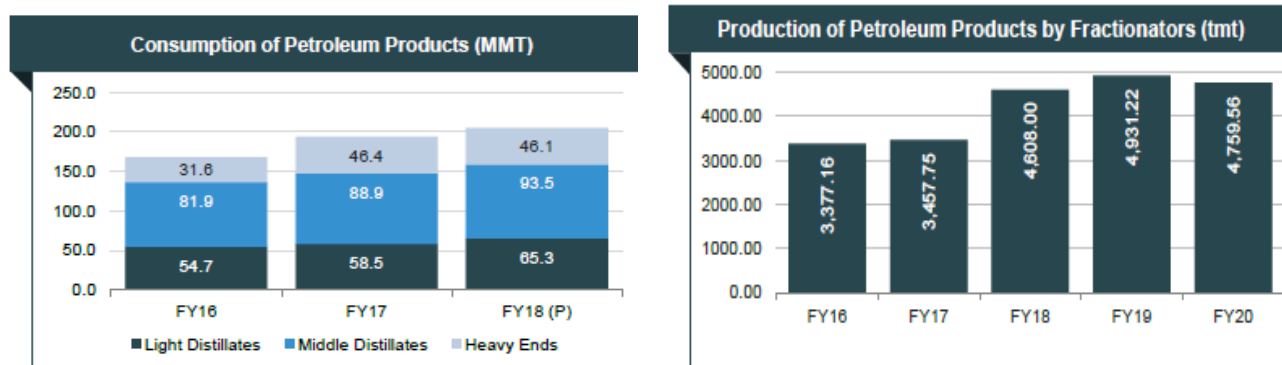 Consumption of Petroleum Products (MMT)
250.0
200.0
150.0
100.0
50.0
0.0
31.6
46.4
46.1
81.9
88.9
93.5
54.7
58.5
65.3
FY16
FY17
FY18 (P)
Light Distillates
Middle Distillates
Heavy Ends
Production of Petroleum Products by Fractionators (tmt)
5000.00
4000.00
3000.00
2000.00
1000.00
0.00
3,377.16
3,457.75
4,608.00
4,931.22
4,759.56
FY16
FY17
FY18
FY19
FY20